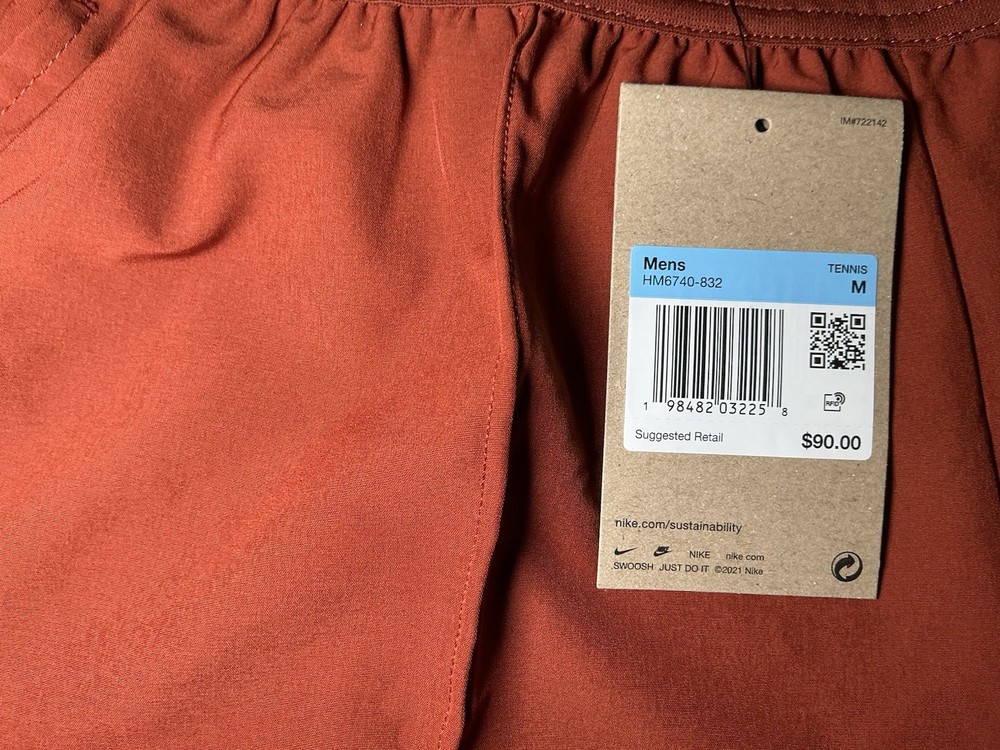 IM#722142
Mens TENNIS
HM6740-832 M
1 98482 03225 8
RFID
Suggested Retail $90.00
nike.com/sustainability
NIKE nike com
SWOOSH JUST DO IT ©2021 Nike